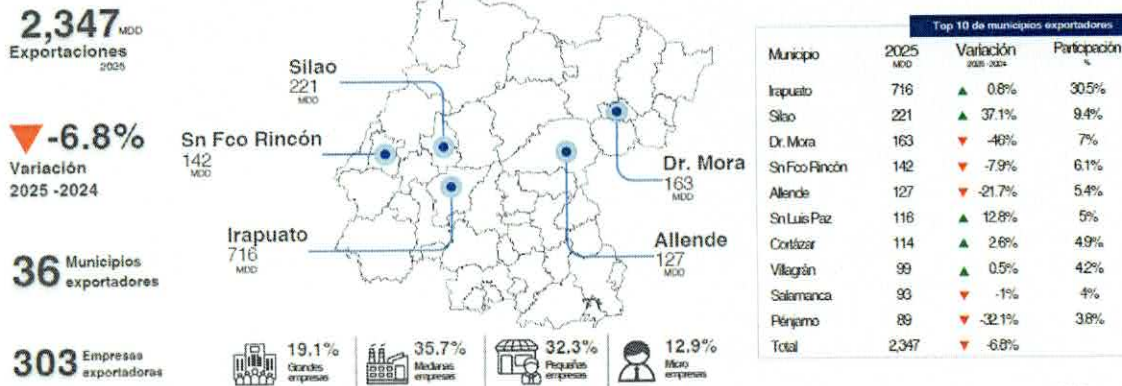 2,347 MDD
Exportaciones
2025
-6.8%
Variación
2025 -2024
36 Municipios
exportadores
303 Empresas
exportadoras
Silao
221
MDD
Sn Fco Rincón
142
MDD
Irapuato
716
MDD
Dr. Mora
163
MDD
Allende
127
MDD
19.1%
Grandes
empresas
35.7%
Medianas
empresas
32.3%
Pequeñas
empresas
12.9%
Micro
empresas
Top 10 de municipios exportadores
Municipio 2025 Variación Participación
MDD 2025 -2024 %
Irapuato 716 ▲ 0.8% 30.5%
Silao 221 ▲ 37.1% 9.4%
Dr. Mora 163 ▼ -46% 7%
Sn Fco Rincón 142 ▼ -7.9% 6.1%
Allende 127 ▼ -21.7% 5.4%
Sn Luis Paz 116 ▲ 12.8% 5%
Cortázar 114 ▲ 2.6% 4.9%
Villagrán 99 ▲ 0.5% 4.2%
Salamanca 93 ▼ -1% 4%
Pénjamo 89 ▼ -32.1% 3.8%
Total 2,347 ▼ -6.8%